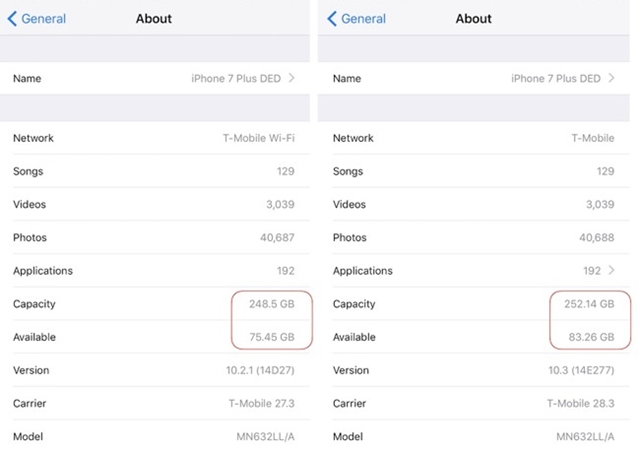 General About
Name iPhone 7 Plus DED
Network T-Mobile Wi-Fi
Songs 129
Videos 3,039
Photos 40,687
Applications 192
Capacity 248.5 GB
Available 75.45 GB
Version 10.2.1 (14D27)
Carrier T-Mobile 27.3
Model MN632LL/A
General About
Name iPhone 7 Plus DED
Network T-Mobile
Songs 129
Videos 3,039
Photos 40,688
Applications 192
Capacity 252.14 GB
Available 83.26 GB
Version 10.3 (14E277)
Carrier T-Mobile 28.3
Model MN632LL/A